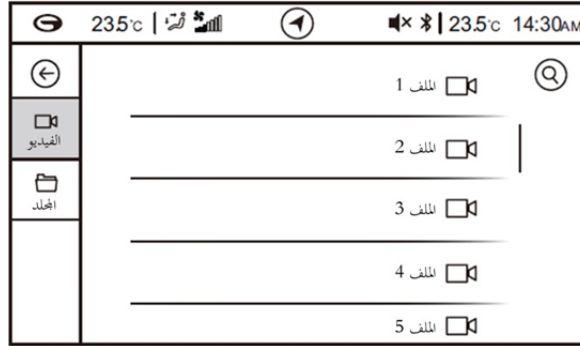 23.5°c 23.5°c 14:30AM
الملف 1
الفيديو
الملف 2
المجلد
الملف 3
الملف 4
الملف 5